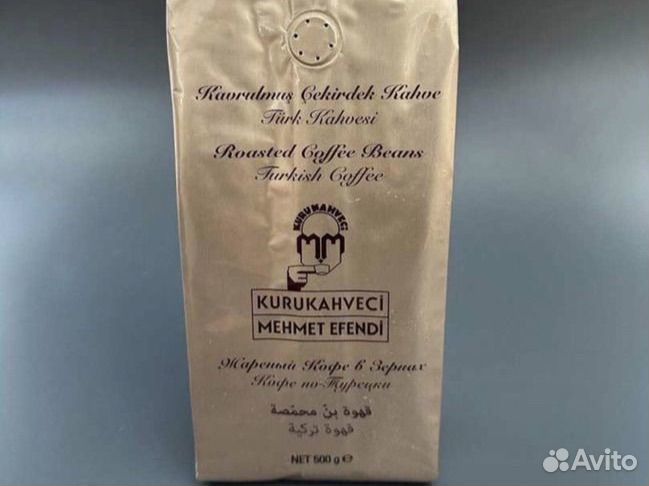 Kavrulmuş Çekirdek Kahve
Türk Kahvesi
Roasted Coffee Beans
Turkish Coffee
KURUKAHVECİ
MM
E
KURUKAHVECİ
MEHMET EFENDİ
Жареный Кофе в Зернах
Кофе по-Турецки
قهوة بن محمصة
قهوة تركية
NET 500 g ℮
Avito